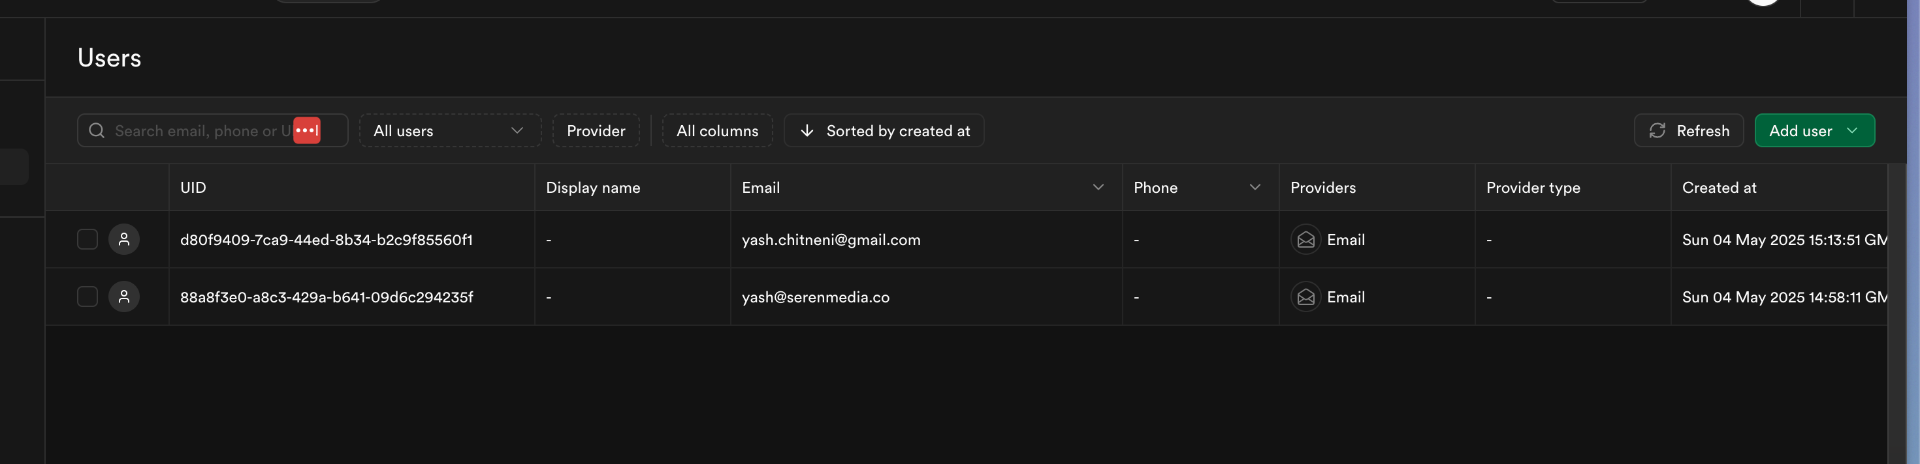 Users
Search email, phone or U
All users
Provider
All columns
Sorted by created at
Refresh
Add user
UID Display name Email Phone Providers Provider type Created at
d80f9409-7ca9-44ed-8b34-b2c9f85560f1 - yash.chitneni@gmail.com - Email - Sun 04 May 2025 15:13:51 GM
88a8f3e0-a8c3-429a-b641-09d6c294235f - yash@serenmedia.co - Email - Sun 04 May 2025 14:58:11 GM